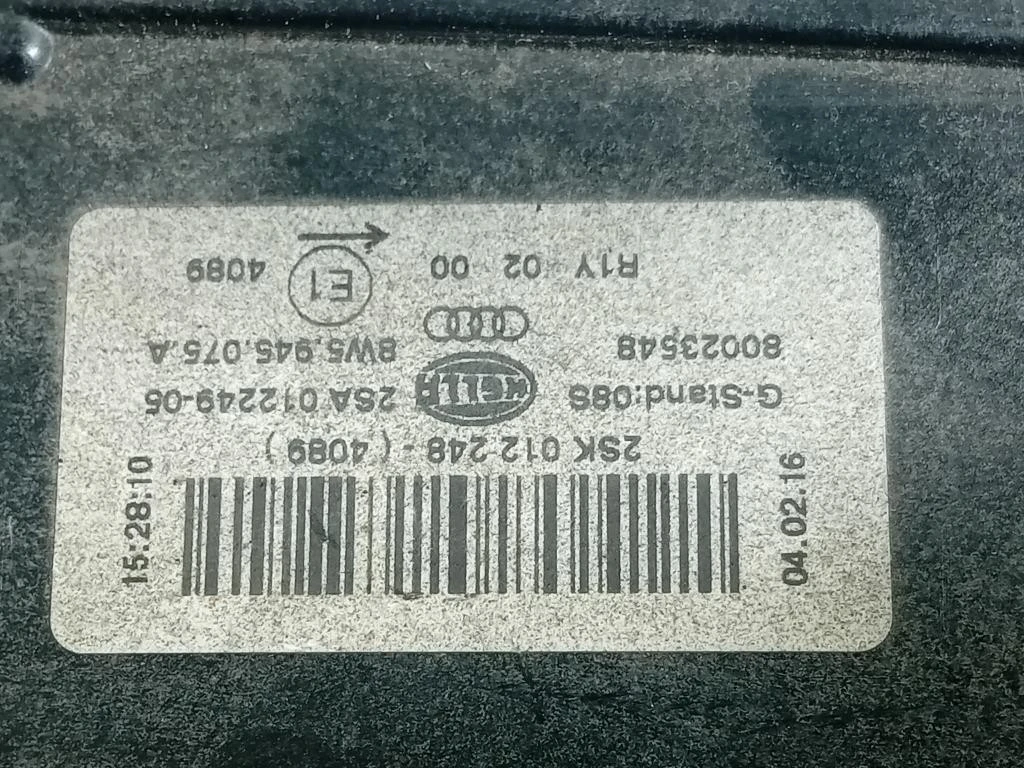 04.02.16
15:28:10
2SK 012 248 - ( 4089 )
G-Stand:08S HELLA 2SA 012249-05
80023548 8W5.945.075.A
R1Y 02 00 E1 4089